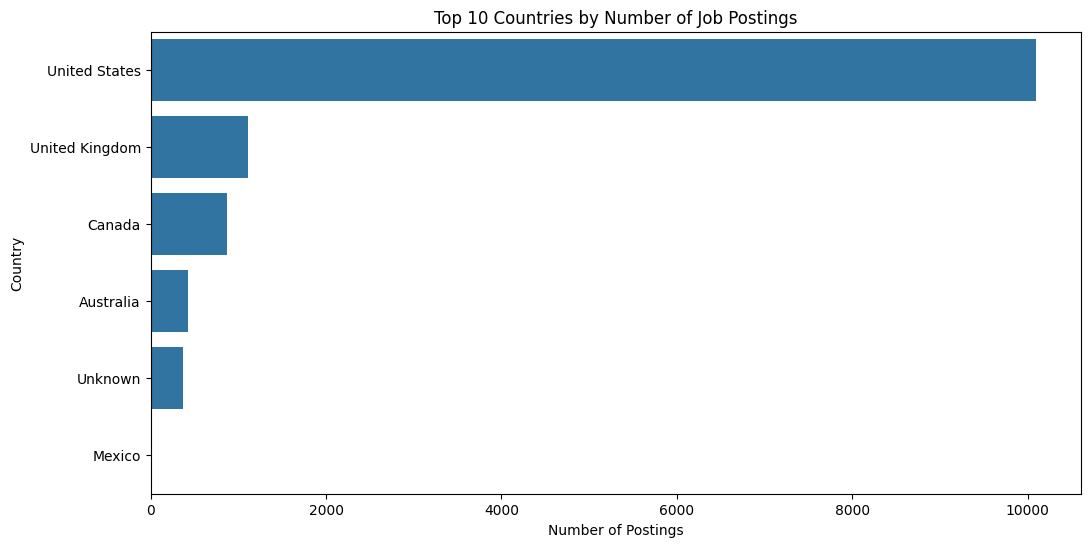 Top 10 Countries by Number of Job Postings
United States
United Kingdom
Canada
Australia
Unknown
Mexico
Country
0 2000 4000 6000 8000 10000
Number of Postings